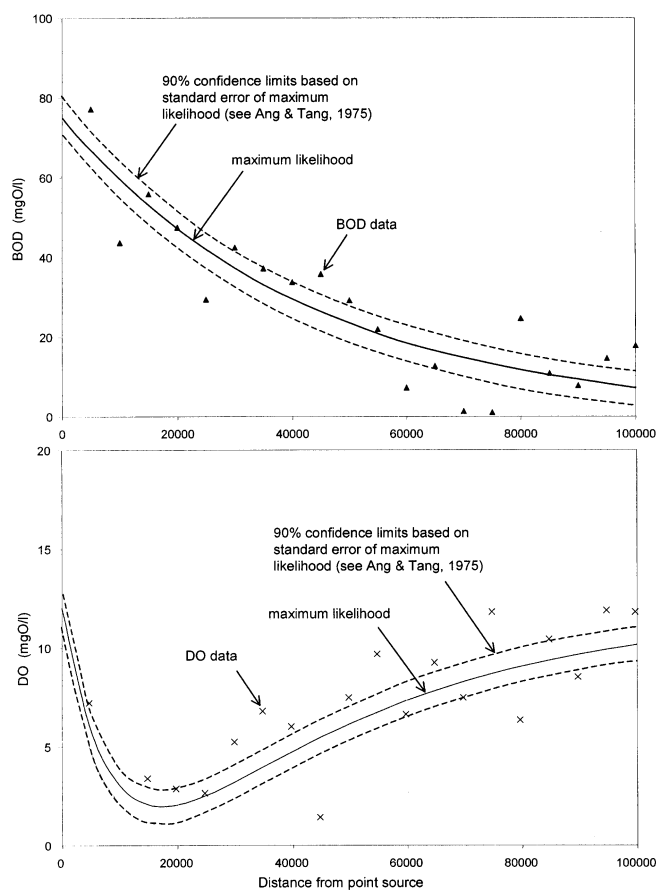 100
80
60
40
20
0
BOD (mgO/l)
90% confidence limits based on
standard error of maximum
likelihood (see Ang & Tang, 1975)
maximum likelihood
BOD data
0 20000 40000 60000 80000 100000
20
15
10
5
0
DO (mgO/l)
90% confidence limits based on
standard error of maximum
likelihood (see Ang & Tang, 1975)
maximum likelihood
DO data
0 20000 40000 60000 80000 100000
Distance from point source